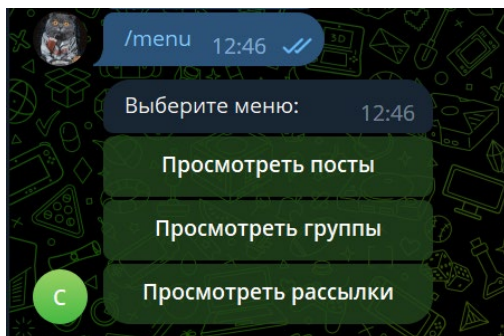 /menu 12:46
Выберите меню: 12:46
Просмотреть посты
Просмотреть группы
Просмотреть рассылки
С